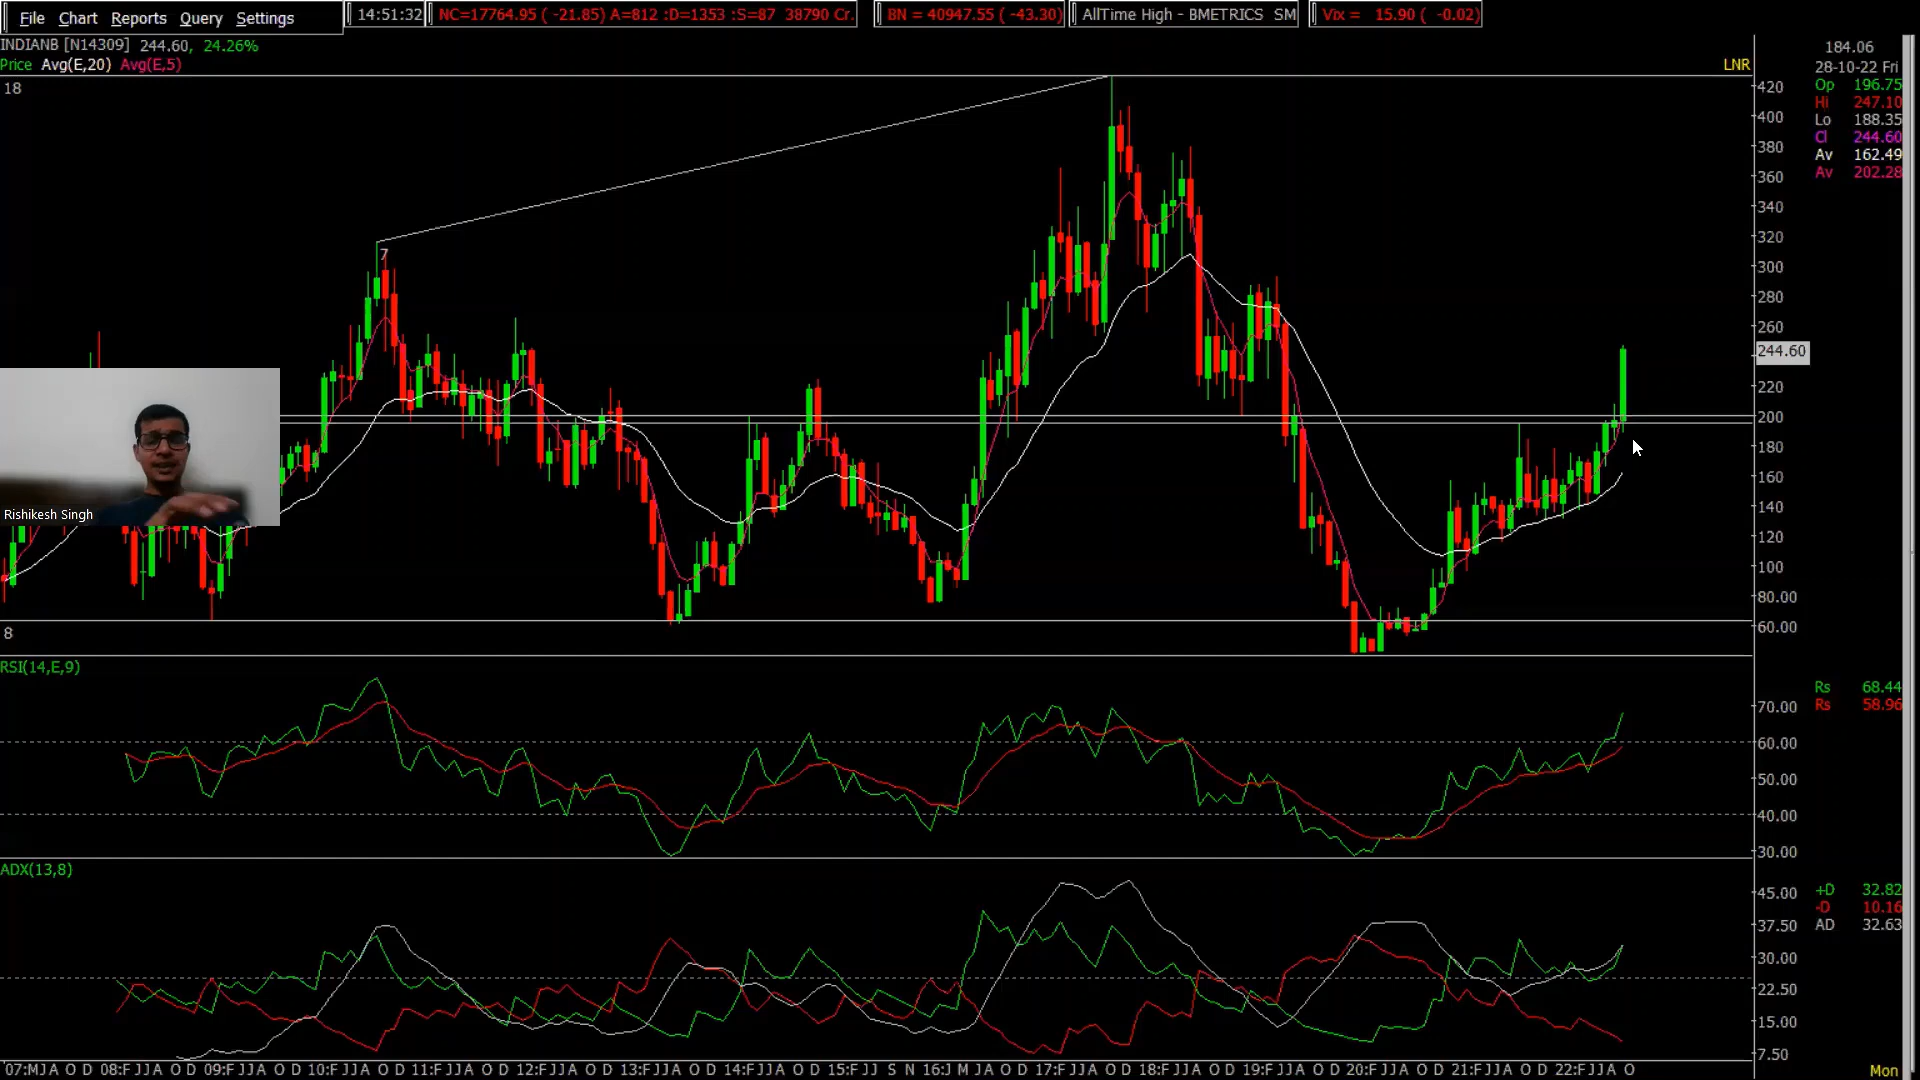 File Chart Reports Query Settings
14:51:32
NC=17764.95 ( -21.85) A=812 :D=1353 :S=87 38790 Cr.
BN = 40947.55 ( -43.30)
AllTime High - BMETRICS SM
Vix = 15.90 ( -0.02)
INDIANB [N14309] 244.60, 24.26%
Price Avg(E,20) Avg(E,5)
LNR
18
7
8
184.06
28-10-22 Fri
Op 196.75
Hi 247.10
Lo 188.35
Cl 244.60
Av 162.49
Av 202.28
420
400
380
360
340
320
300
280
260
244.60
220
200
180
160
140
120
100
80.00
60.00
Rishikesh Singh
RSI(14,E,9)
Rs 68.44
Rs 58.96
70.00
60.00
50.00
40.00
30.00
ADX(13,8)
+D 32.82
-D 10.16
AD 32.63
45.00
37.50
30.00
22.50
15.00
7.50
07:MJA O D 08:FJJA O D 09:FJJA O D 10:FJJA O D 11:FJJA O D 12:FJJA O D 13:FJJA O D 14:FJJA O D 15:FJJ S N 16:J M JA O D 17:FJJA O D 18:FJJA O D 19:FJJA O D 20:FJJA O D 21:FJJA O D 22:FJJA O
Mon